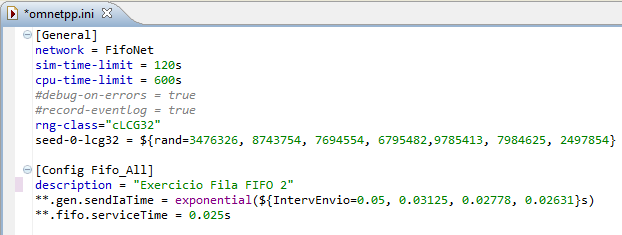 *omnetpp.ini
[General]
network = FifoNet
sim-time-limit = 120s
cpu-time-limit = 600s
#debug-on-errors = true
#record-eventlog = true
rng-class="cLCG32"
seed-0-lcg32 = ${rand=3476326, 8743754, 7694554, 6795482,9785413, 7984625, 2497854}
[Config Fifo_All]
description = "Exercicio Fila FIFO 2"
**.gen.sendIaTime = exponential(${IntervEnvio=0.05, 0.03125, 0.02778, 0.02631}s)
**.fifo.serviceTime = 0.025s